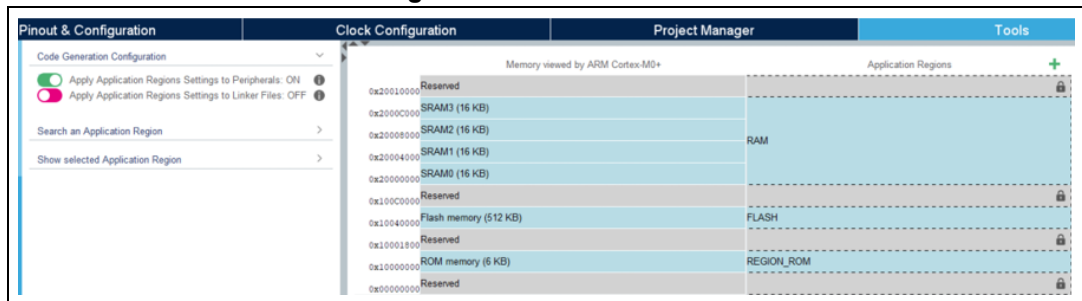 Pinout & Configuration
Clock Configuration
Project Manager
Tools
Code Generation Configuration
Apply Application Regions Settings to Peripherals: ON
Apply Application Regions Settings to Linker Files: OFF
Search an Application Region
Show selected Application Region
Memory viewed by ARM Cortex-M0+
Application Regions
0x20010000 Reserved
0x2000C000 SRAM3 (16 KB)
0x20008000 SRAM2 (16 KB)
RAM
0x20004000 SRAM1 (16 KB)
0x20000000 SRAM0 (16 KB)
0x100C0000 Reserved
0x10040000 Flash memory (512 KB) FLASH
0x10001800 Reserved
0x10000000 ROM memory (6 KB) REGION_ROM
0x00000000 Reserved